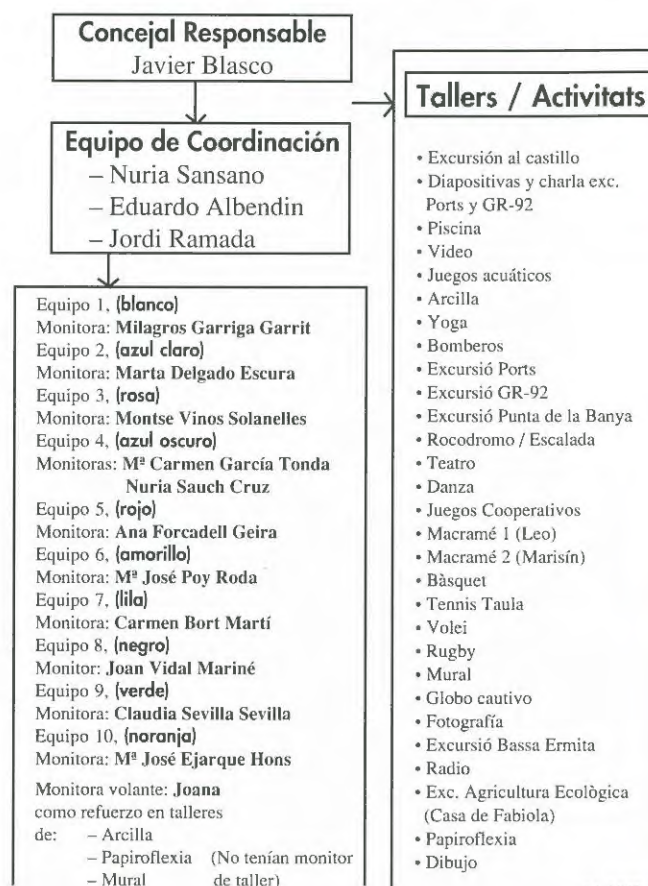 Concejal Responsable
Javier Blasco
Equipo de Coordinación
– Nuria Sansano
– Eduardo Albendin
– Jordi Ramada
Equipo 1, (blanco)
Monitora: Milagros Garriga Garrit
Equipo 2, (azul claro)
Monitora: Marta Delgado Escura
Equipo 3, (rosa)
Monitora: Montse Vinos Solanelles
Equipo 4, (azul oscuro)
Monitoras: Mª Carmen García Tonda
Nuria Sauch Cruz
Equipo 5, (rojo)
Monitora: Ana Forcadell Geira
Equipo 6, (amorillo)
Monitora: Mª José Poy Roda
Equipo 7, (lila)
Monitora: Carmen Bort Martí
Equipo 8, (negro)
Monitor: Joan Vidal Mariné
Equipo 9, (verde)
Monitora: Claudia Sevilla Sevilla
Equipo 10, (noranja)
Monitora: Mª José Ejarque Hons
Monitora volante: Joana
como refuerzo en talleres
de: – Arcilla
– Papiroflexia (No tenían monitor
– Mural de taller)
Tallers / Activitats
• Excursión al castillo
• Diapositivas y charla exc.
Ports y GR-92
• Piscina
• Video
• Juegos acuáticos
• Arcilla
• Yoga
• Bomberos
• Excursió Ports
• Excursió GR-92
• Excursió Punta de la Banya
• Rocodromo / Escalada
• Teatro
• Danza
• Juegos Cooperativos
• Macramé 1 (Leo)
• Macramé 2 (Marisín)
• Bàsquet
• Tennis Taula
• Volei
• Rugby
• Mural
• Globo cautivo
• Fotografía
• Excursió Bassa Ermita
• Radio
• Exc. Agricultura Ecològica
(Casa de Fabiola)
• Papiroflexia
• Dibujo